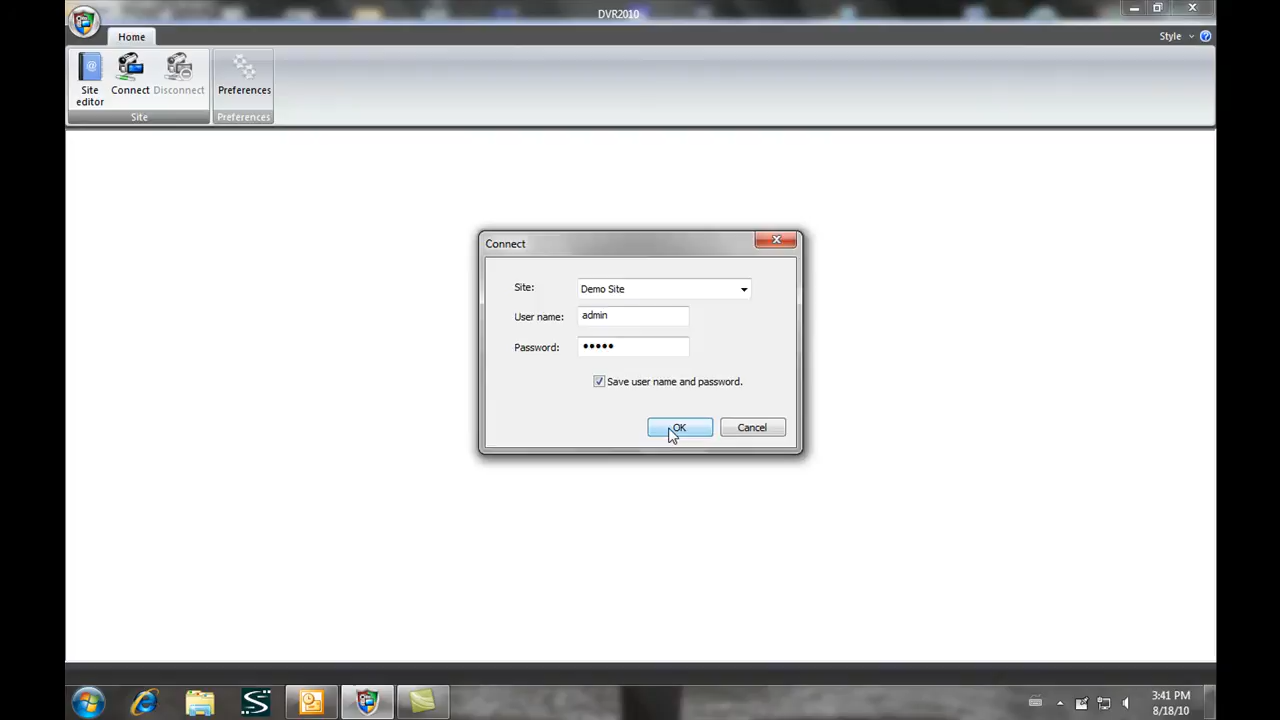 DVR2010
Home
Style
Site editor
Connect
Disconnect
Preferences
Site
Preferences
Connect
Site: Demo Site
User name: admin
Password: •••••
Save user name and password.
OK
Cancel
3:41 PM
8/18/10